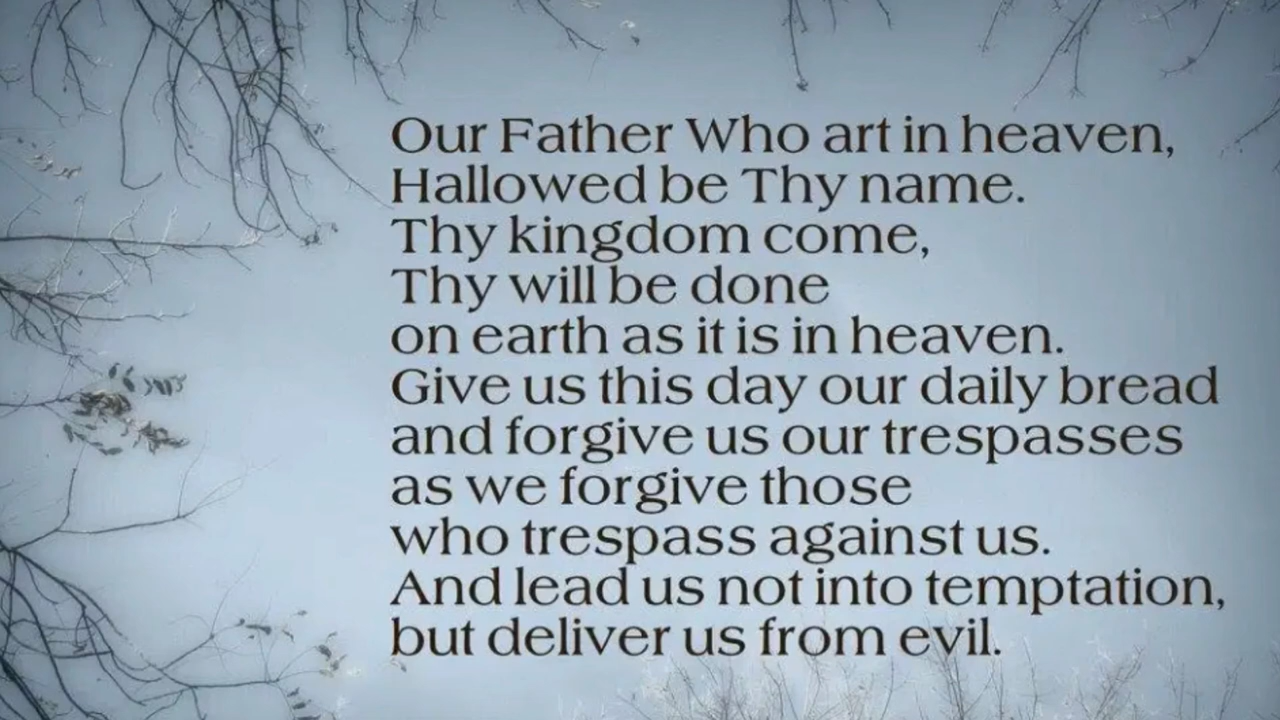 Our Father Who art in heaven,
Hallowed be Thy name.
Thy kingdom come,
Thy will be done
on earth as it is in heaven.
Give us this day our daily bread
and forgive us our trespasses
as we forgive those
who trespass against us.
And lead us not into temptation,
but deliver us from evil.